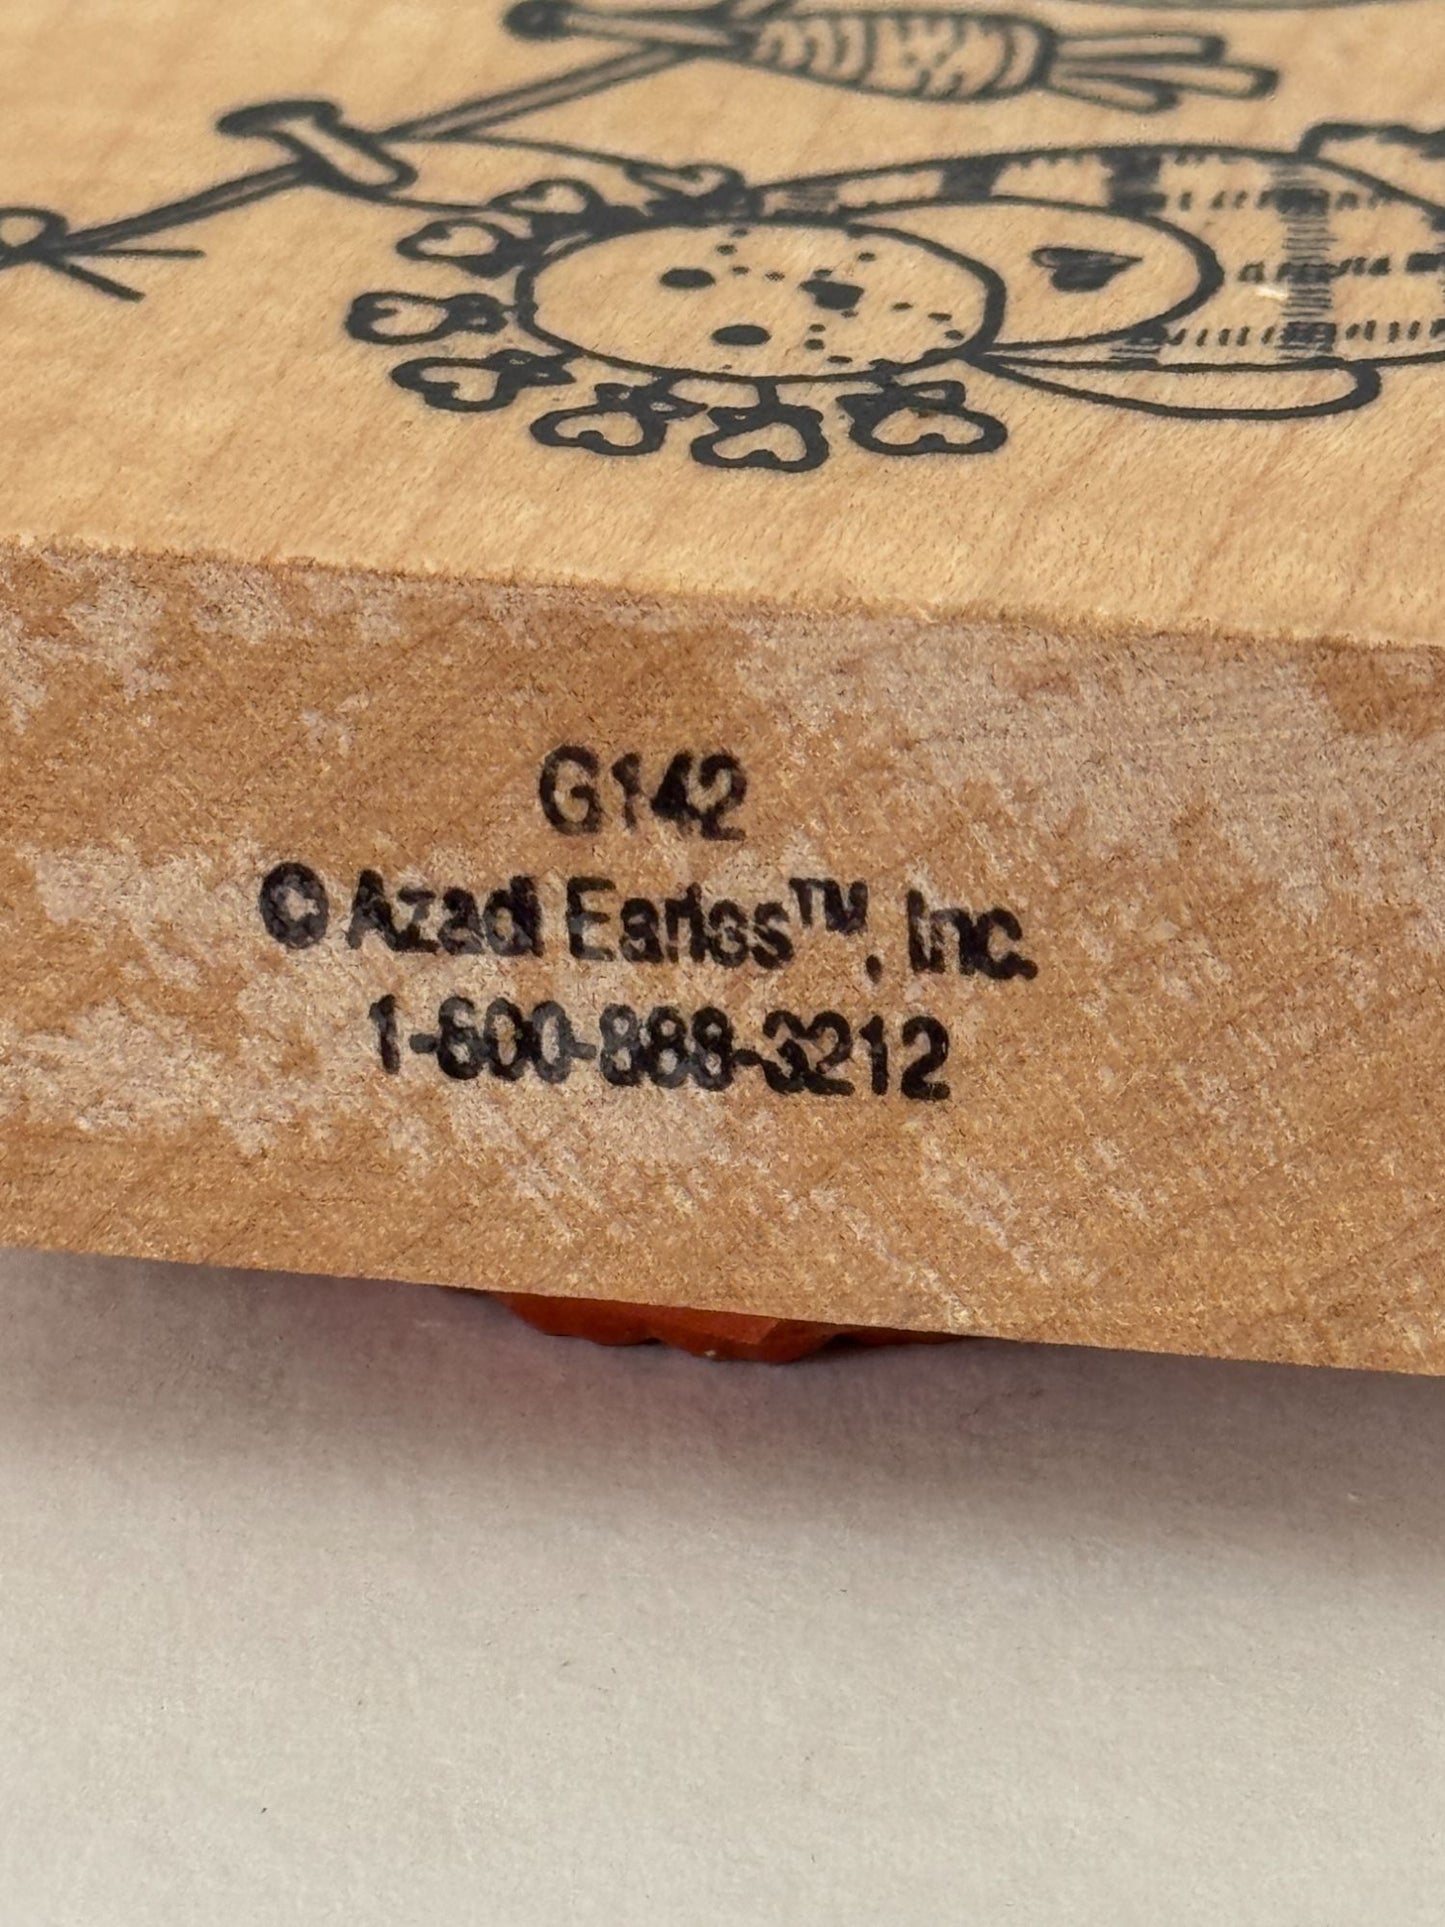 G142
© Azadi Earles™, Inc.
1-800-888-3212